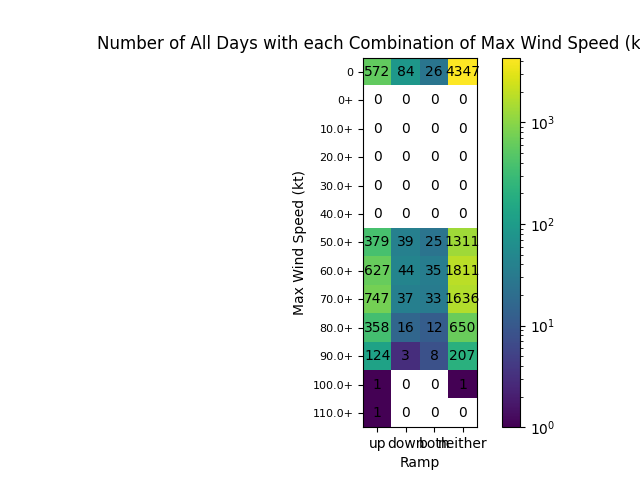 Number of All Days with each Combination of Max Wind Speed (k
0 572 84 26 4347
0+ 0 0 0 0
10.0+ 0 0 0 0
20.0+ 0 0 0 0
30.0+ 0 0 0 0
40.0+ 0 0 0 0
50.0+ 379 39 25 1311
60.0+ 627 44 35 1811
70.0+ 747 37 33 1636
80.0+ 358 16 12 650
90.0+ 124 3 8 207
100.0+ 1 0 0 1
110.0+ 1 0 0 0
up down both neither
Ramp
Max Wind Speed (kt)
10³
10²
10¹
10⁰